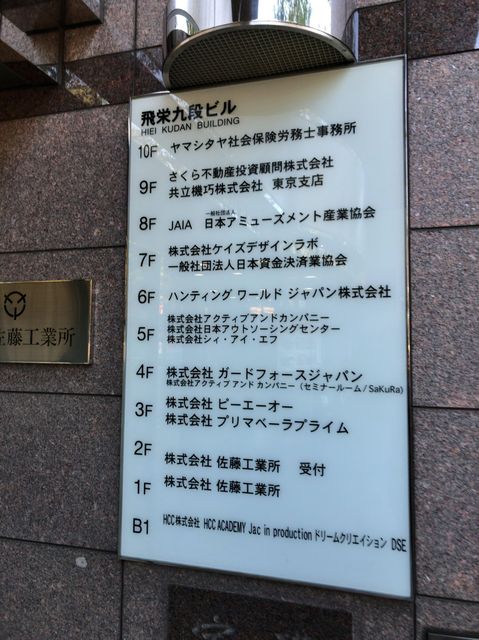 飛栄九段ビル
HIEI KUDAN BUILDING
10F ヤマシタヤ社会保険労務士事務所
さくら不動産投資顧問株式会社
9F 共立機巧株式会社 東京支店
一般社団法人
8F JAIA 日本アミューズメント産業協会
株式会社ケイズデザインラボ
7F 一般社団法人日本資金決済業協会
6F ハンティング ワールド ジャパン株式会社
株式会社アクティブアンドカンパニー
5F 株式会社日本アウトソーシングセンター
株式会社シィ・アイ・エフ
4F 株式会社 ガードフォースジャパン
株式会社アクティブ アンド カンパニー（セミナールーム/SaKuRa）
3F 株式会社 ピーエーオー
株式会社 プリマベーラプライム
2F 株式会社 佐藤工業所 受付
1F 株式会社 佐藤工業所
B1 HCC株式会社 HCC ACADEMY Jac in production ドリームクリエイション DSE
佐藤工業所